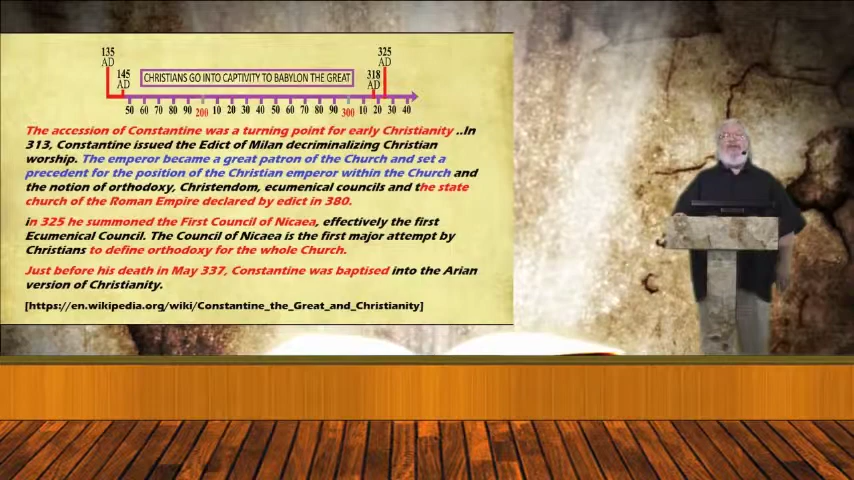 135 AD 325 AD
145 AD CHRISTIANS GO INTO CAPTIVITY TO BABYLON THE GREAT 318 AD
50 60 70 80 90 200 10 20 30 40 50 60 70 80 90 300 10 20 30 40
The accession of Constantine was a turning point for early Christianity ..In
313, Constantine issued the Edict of Milan decriminalizing Christian
worship. The emperor became a great patron of the Church and set a
precedent for the position of the Christian emperor within the Church and
the notion of orthodoxy, Christendom, ecumenical councils and the state
church of the Roman Empire declared by edict in 380.
in 325 he summoned the First Council of Nicaea, effectively the first
Ecumenical Council. The Council of Nicaea is the first major attempt by
Christians to define orthodoxy for the whole Church.
Just before his death in May 337, Constantine was baptised into the Arian
version of Christianity.
[https://en.wikipedia.org/wiki/Constantine_the_Great_and_Christianity]